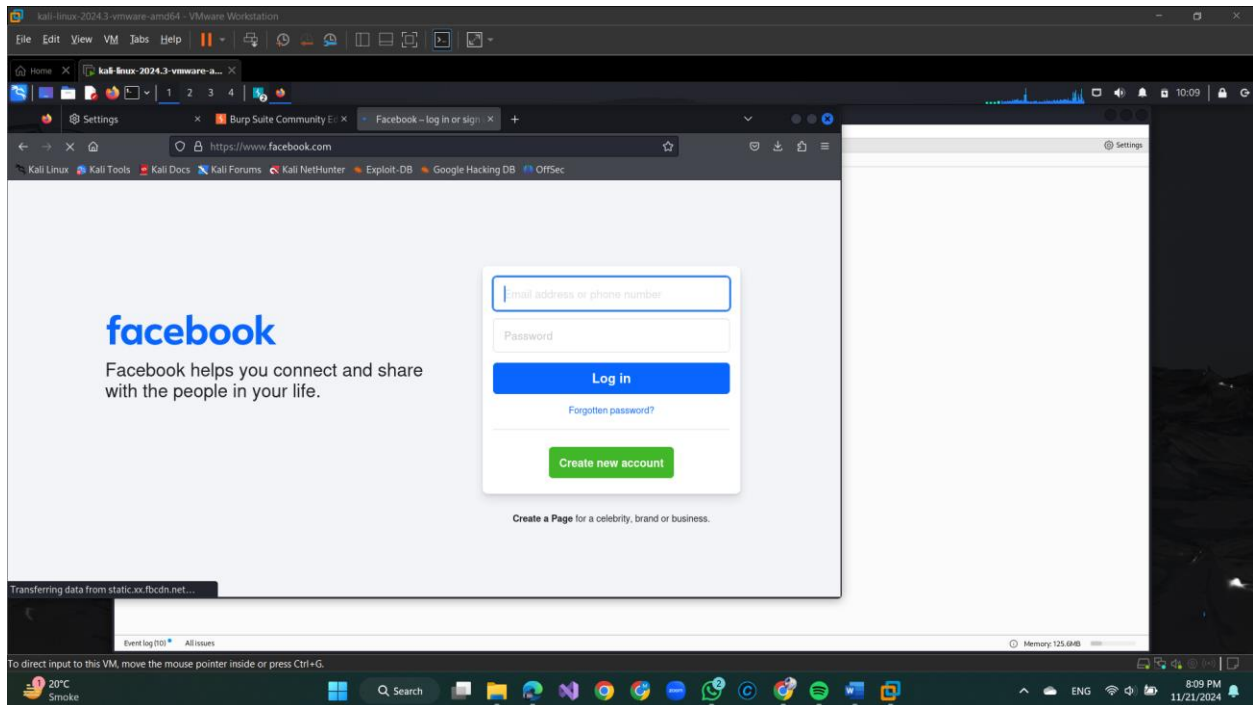 kali-linux-2024.3-vmware-amd64 - VMware Workstation
File Edit View VM Tabs Help
Home kali-linux-2024.3-vmware-a...
1 2 3 4 10:09
Settings Burp Suite Community Ed Facebook – log in or sign
https://www.facebook.com
Settings
Kali Linux Kali Tools Kali Docs Kali Forums Kali NetHunter Exploit-DB Google Hacking DB OffSec
Email address or phone number
facebook
Password
Facebook helps you connect and share
with the people in your life.
Log in
Forgotten password?
Create new account
Create a Page for a celebrity, brand or business.
Transferring data from static.xx.fbcdn.net...
Event log (10) All issues Memory: 125.6MB
To direct input to this VM, move the mouse pointer inside or press Ctrl+G.
1 20°C
Smoke
Search
zoom
2
ENG
8:09 PM
11/21/2024